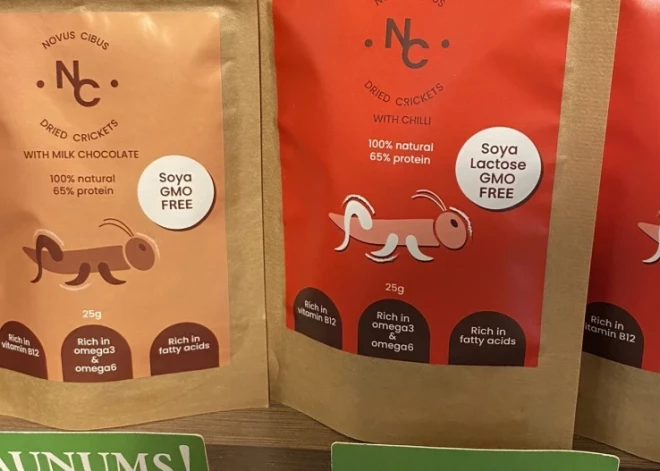 NOVUS CIBUS
NC
DRIED CRICKETS
WITH MILK CHOCOLATE
100% natural
65% protein
Soya
GMO
FREE
25g
Rich in
vitamin B12
Rich in
omega3
&
omega6
Rich in
fatty acids
NOVUS CIBUS
NC
DRIED CRICKETS
WITH CHILLI
100% natural
65% protein
Soya
Lactose
GMO
FREE
25g
Rich in
vitamin B12
Rich in
omega3
&
omega6
Rich in
fatty acids
Rich in
vitamin B12
AUNUMS!